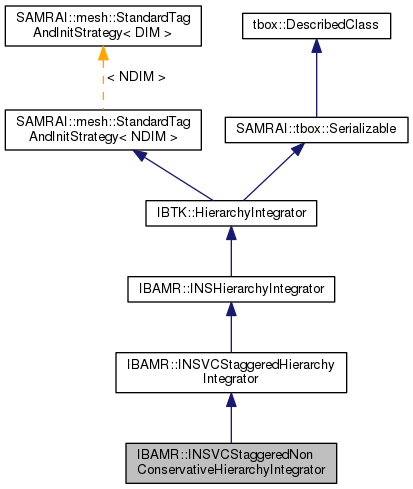 SAMRAI::mesh::StandardTag
AndInitStrategy< DIM >
tbox::DescribedClass
< NDIM >
SAMRAI::mesh::StandardTag
AndInitStrategy< NDIM >
SAMRAI::tbox::Serializable
IBTK::HierarchyIntegrator
IBAMR::INSHierarchyIntegrator
IBAMR::INSVCStaggeredHierarchy
Integrator
IBAMR::INSVCStaggeredNon
ConservativeHierarchyIntegrator